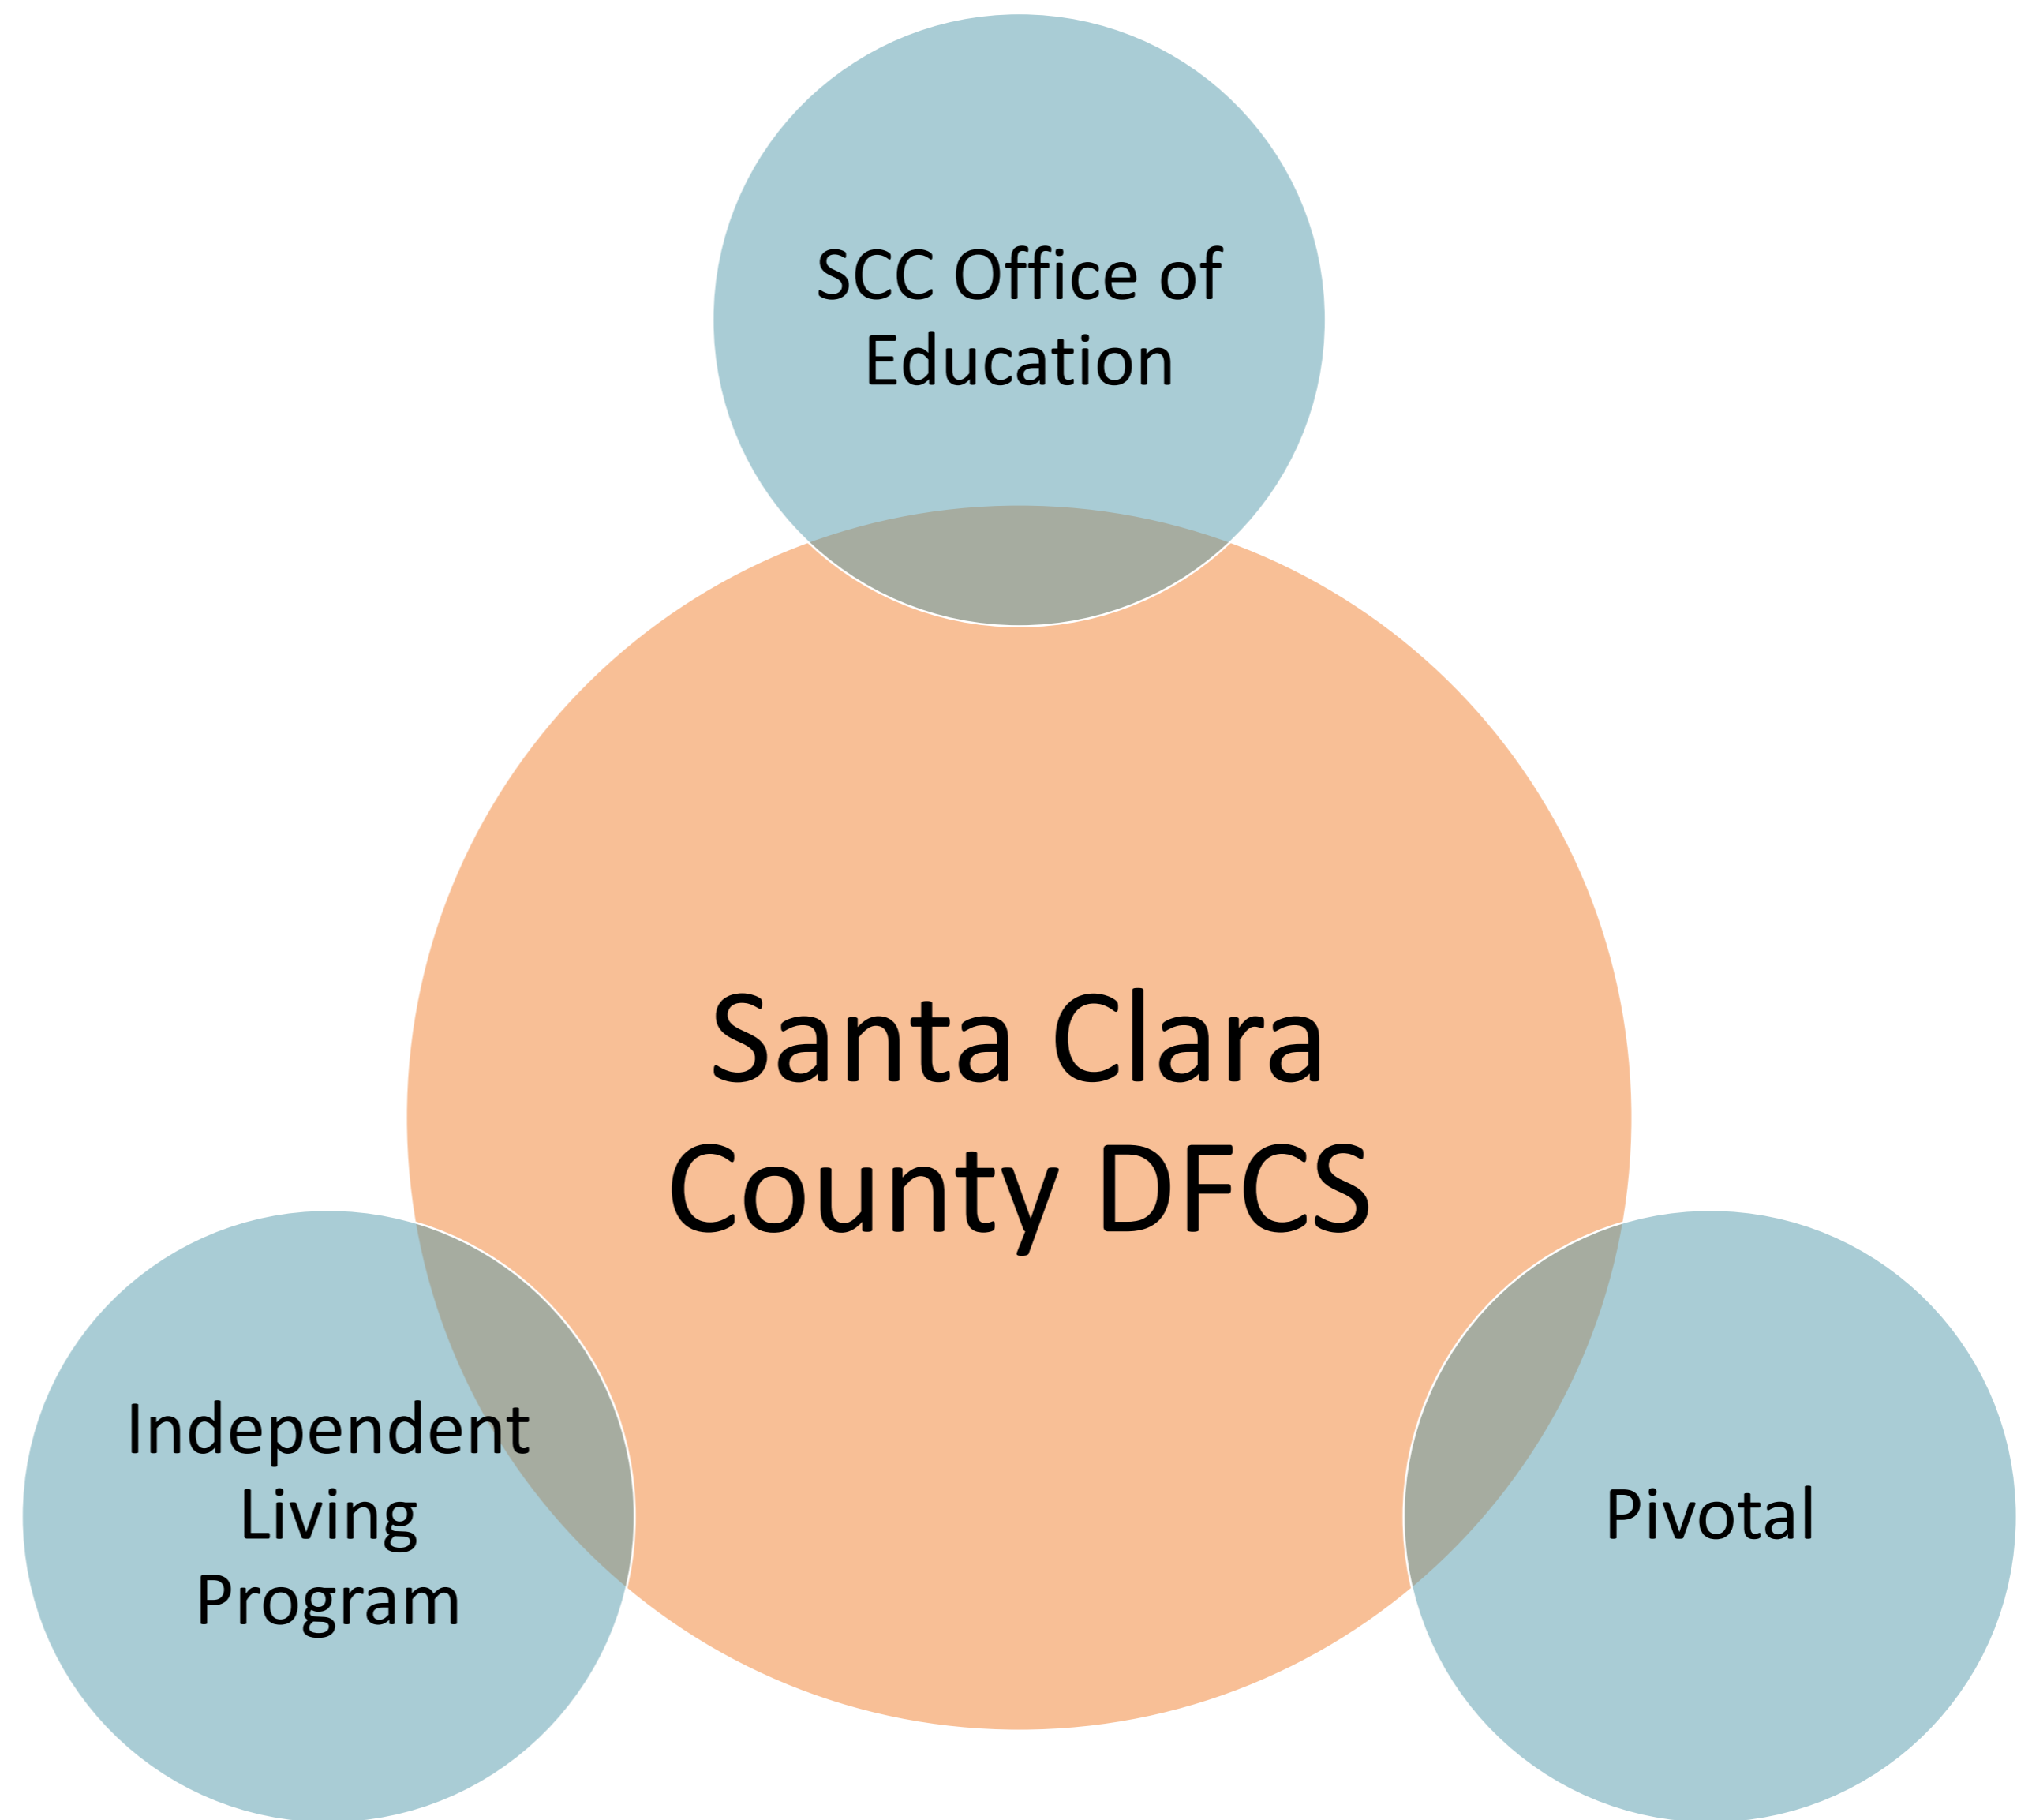 SCC Office of
Education
Santa Clara
County DFCS
Independent
Living
Program
Pivotal